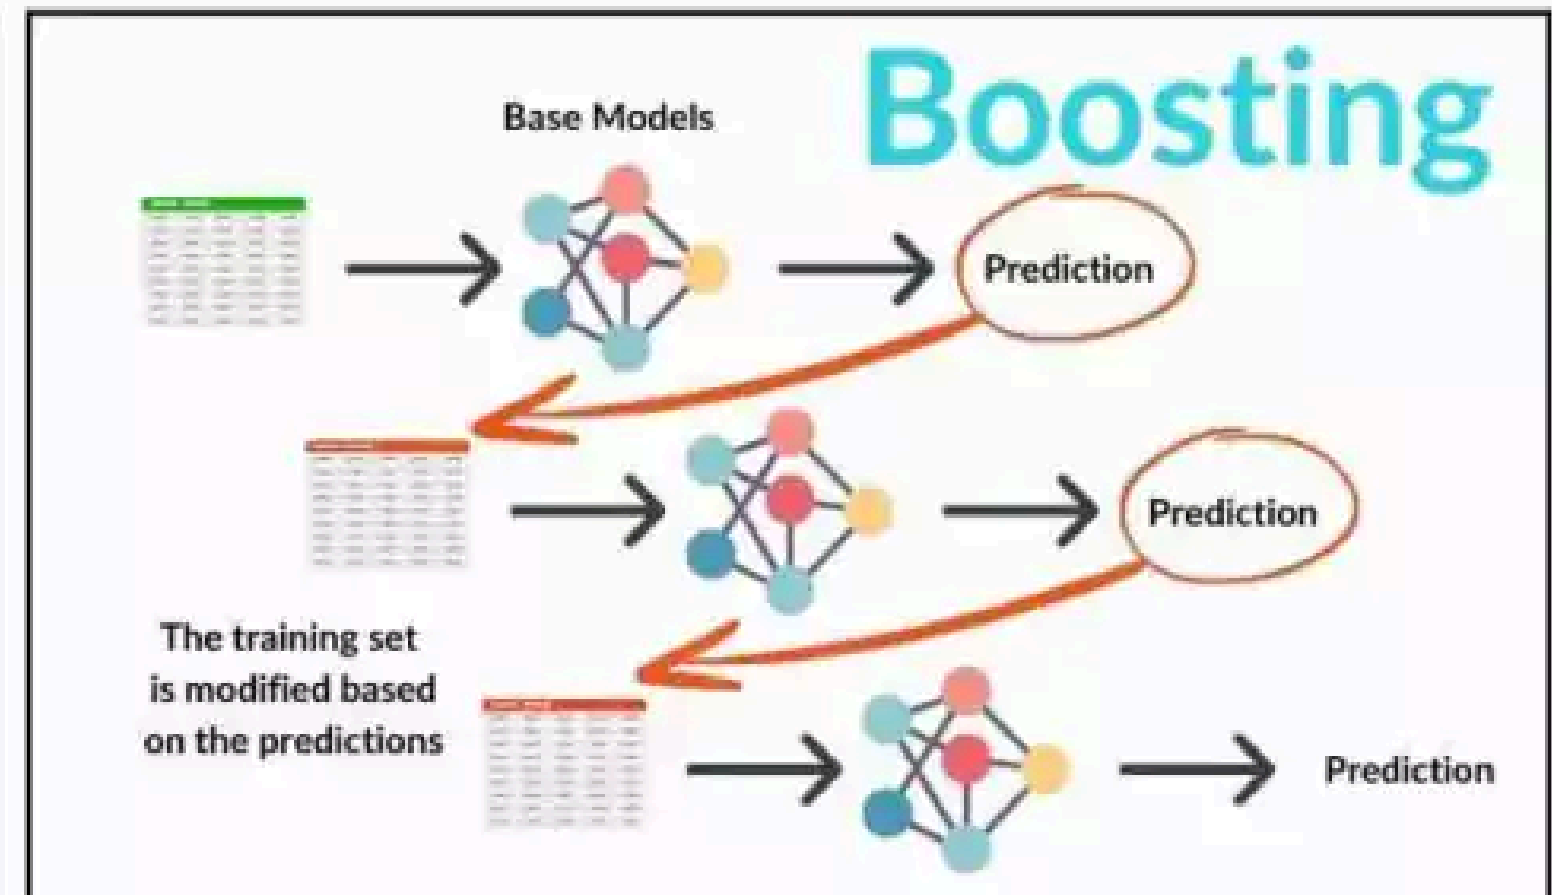 Boosting
Base Models
Prediction
Prediction
The training set
is modified based
on the predictions
Prediction